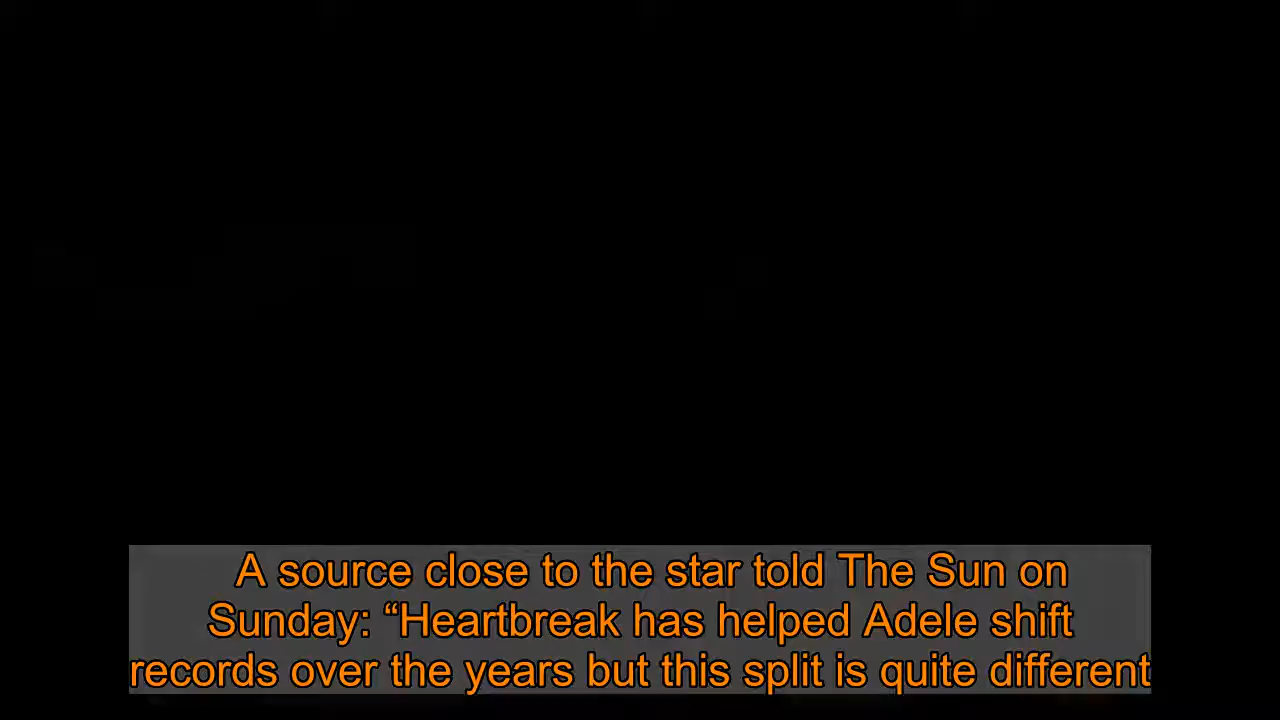 A source close to the star told The Sun on
Sunday: “Heartbreak has helped Adele shift
records over the years but this split is quite different